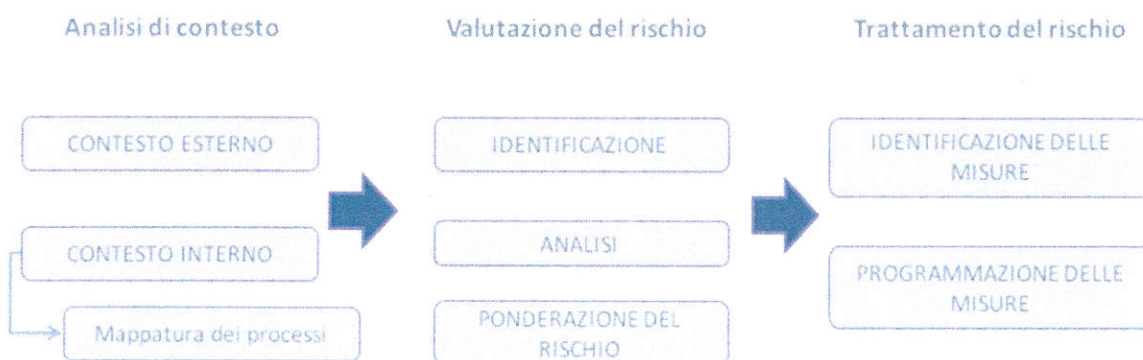 Analisi di contesto
Valutazione del rischio
Trattamento del rischio
CONTESTO ESTERNO
CONTESTO INTERNO
Mappatura dei processi
IDENTIFICAZIONE
ANALISI
PONDERAZIONE DEL
RISCHIO
IDENTIFICAZIONE DELLE
MISURE
PROGRAMMAZIONE DELLE
MISURE